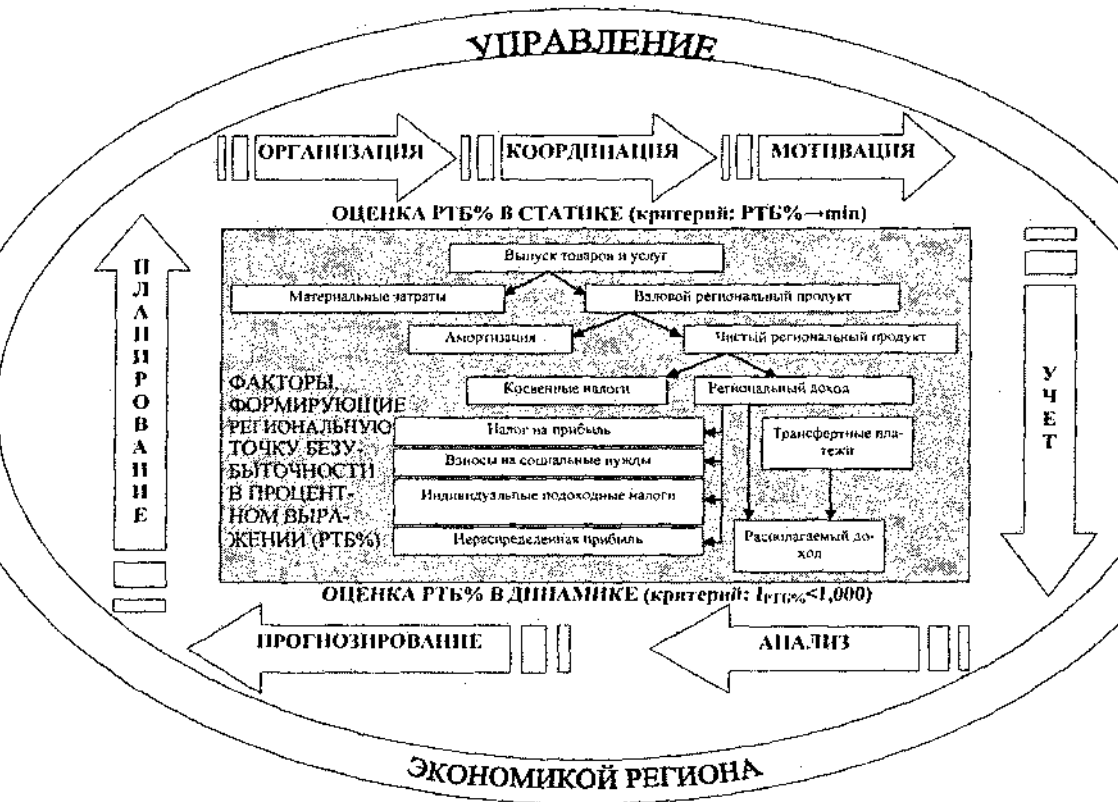 УПРАВЛЕНИЕ
ОРГАНИЗАЦИЯ
КООРДИНАЦИЯ
МОТИВАЦИЯ
ОЦЕНКА РТБ% В СТАТИКЕ (критерий: РТБ%→min)
ПЛАНИРОВАНИЕ
Выпуск товаров и услуг
Материальные затраты
Валовой региональный продукт
Амортизация
Чистый региональный продукт
Косвенные налоги
Региональный доход
ФАКТОРЫ,
ФОРМИРУЮЩИЕ
РЕГИОНАЛЬНУЮ
ТОЧКУ БЕЗУ-
БЫТОЧНОСТИ
В ПРОЦЕНТ-
НОМ ВЫРА-
ЖЕНИИ (РТБ%)
Налог на прибыль
Взносы на социальные нужды
Индивидуальные подоходные налоги
Нераспределенная прибыль
Трансфертные пла-
тежи
Располагаемый до-
ход
УЧЕТ
ОЦЕНКА РТБ% В ДИНАМИКЕ (критерий: IРТБ%<1,000)
ПРОГНОЗИРОВАНИЕ
АНАЛИЗ
ЭКОНОМИКОЙ РЕГИОНА